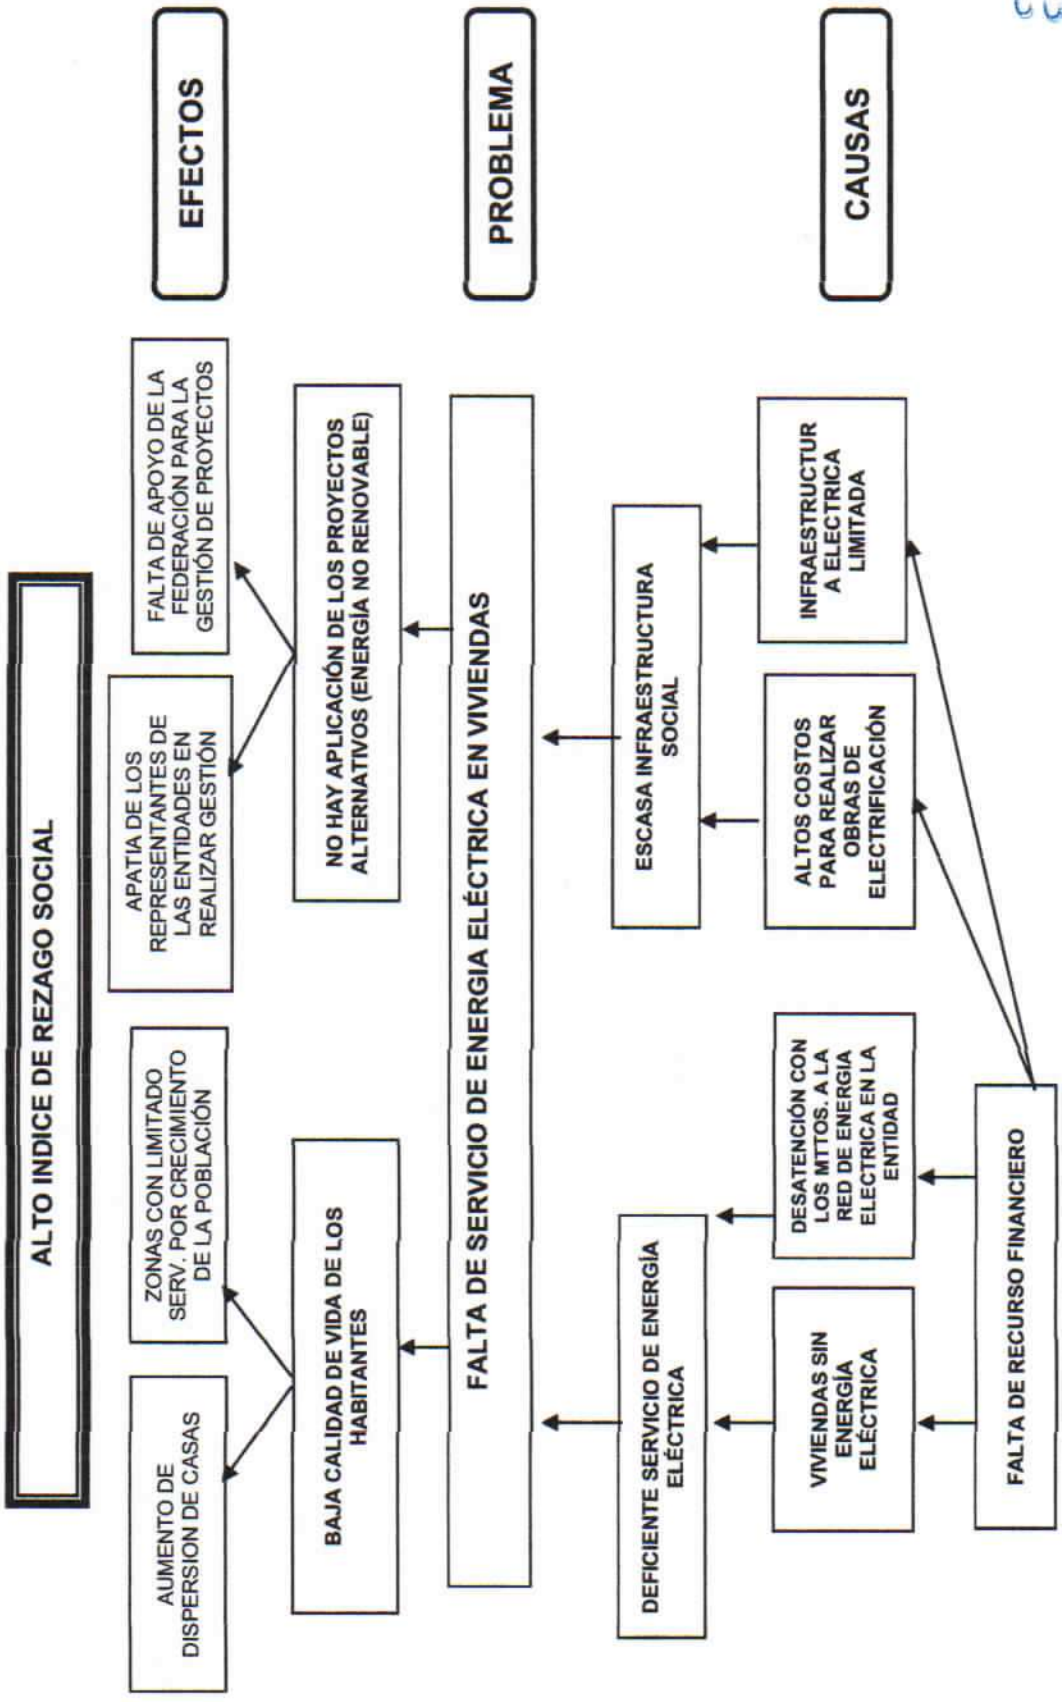 ALTO INDICE DE REZAGO SOCIAL
AUMENTO DE
DISPERSION DE CASAS
ZONAS CON LIMITADO
SERV. POR CRECIMIENTO
DE LA POBLACIÓN
APATIA DE LOS
REPRESENTANTES DE
LAS ENTIDADES EN
REALIZAR GESTIÓN
FALTA DE APOYO DE LA
FEDERACIÓN PARA LA
GESTIÓN DE PROYECTOS
EFECTOS
BAJA CALIDAD DE VIDA DE LOS
HABITANTES
NO HAY APLICACIÓN DE LOS PROYECTOS
ALTERNATIVOS (ENERGÍA NO RENOVABLE)
FALTA DE SERVICIO DE ENERGIA ELÉCTRICA EN VIVIENDAS
PROBLEMA
DEFICIENTE SERVICIO DE ENERGÍA
ELÉCTRICA
ESCASA INFRAESTRUCTURA
SOCIAL
VIVIENDAS SIN
ENERGÍA
ELÉCTRICA
DESATENCIÓN CON
LOS MTTOS. A LA
RED DE ENERGIA
ELECTRICA EN LA
ENTIDAD
ALTOS COSTOS
PARA REALIZAR
OBRAS DE
ELECTRIFICACIÓN
INFRAESTRUCTUR
A ELECTRICA
LIMITADA
CAUSAS
FALTA DE RECURSO FINANCIERO